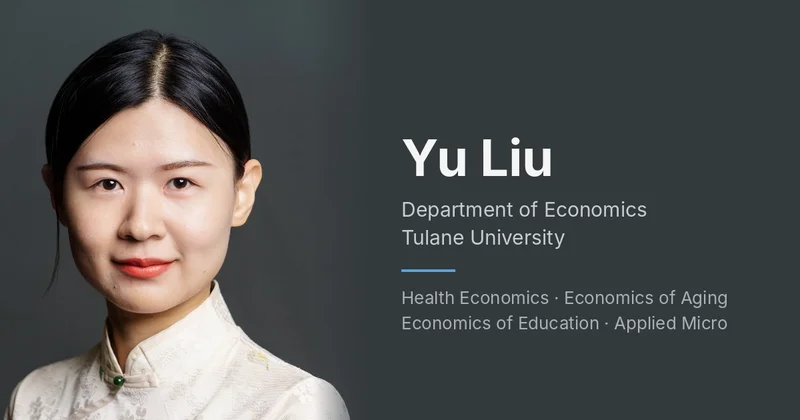 Yu Liu
Department of Economics
Tulane University
Health Economics · Economics of Aging
Economics of Education · Applied Micro